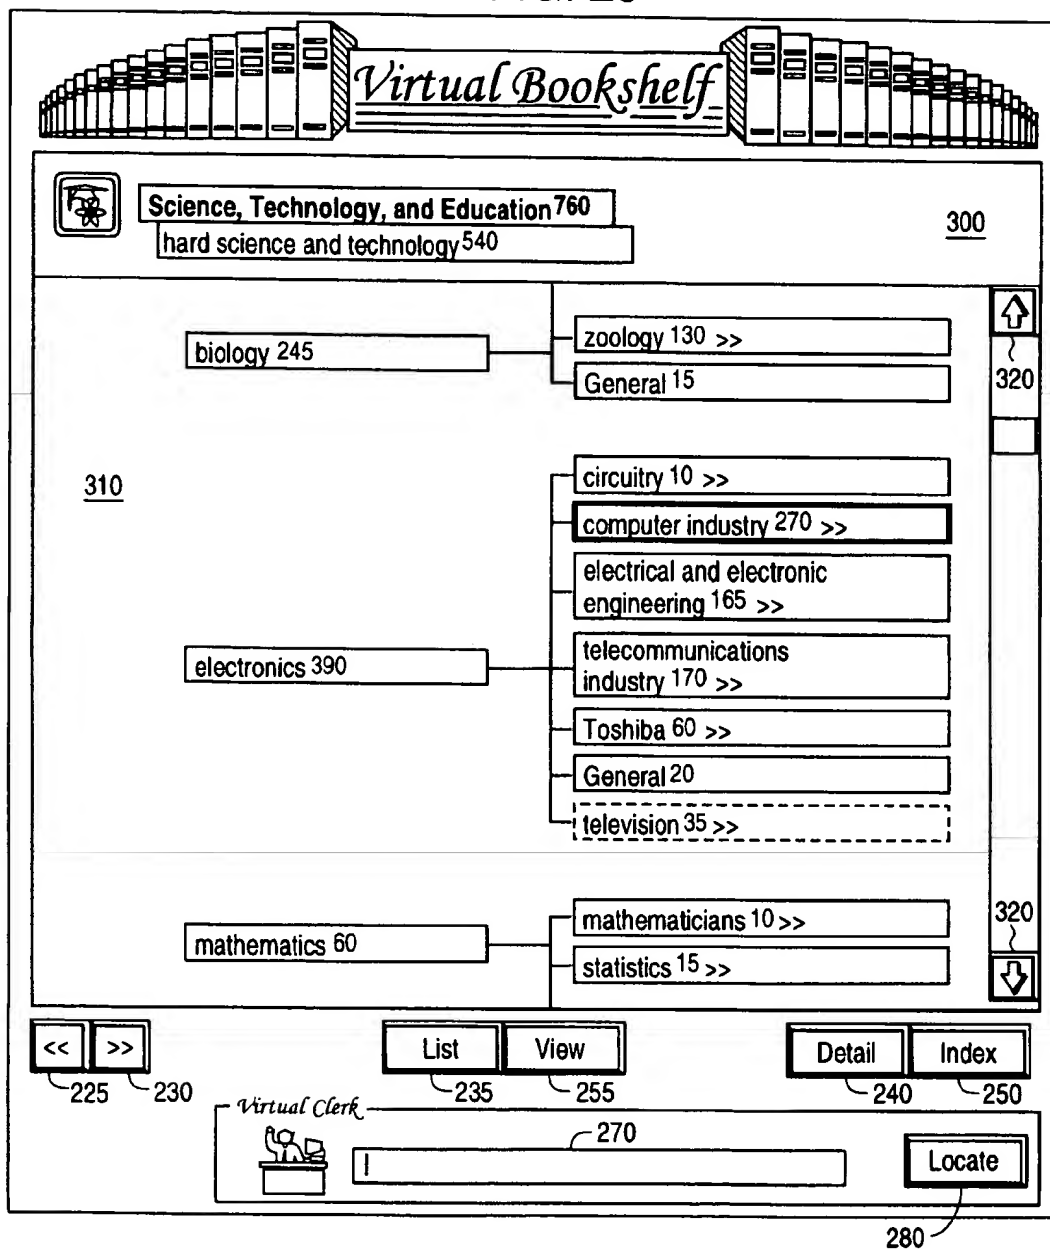 Virtual Bookshelf
Science, Technology, and Education 760
hard science and technology 540
300
biology 245
zoology 130 >>
General 15
320
310
circuitry 10 >>
computer industry 270 >>
electrical and electronic
engineering 165 >>
electronics 390
telecommunications
industry 170 >>
Toshiba 60 >>
General 20
television 35 >>
mathematics 60
mathematicians 10 >>
statistics 15 >>
320
<< >>
List View
Detail Index
225 230 235 255 240 250
Virtual Clerk
270
Locate
280